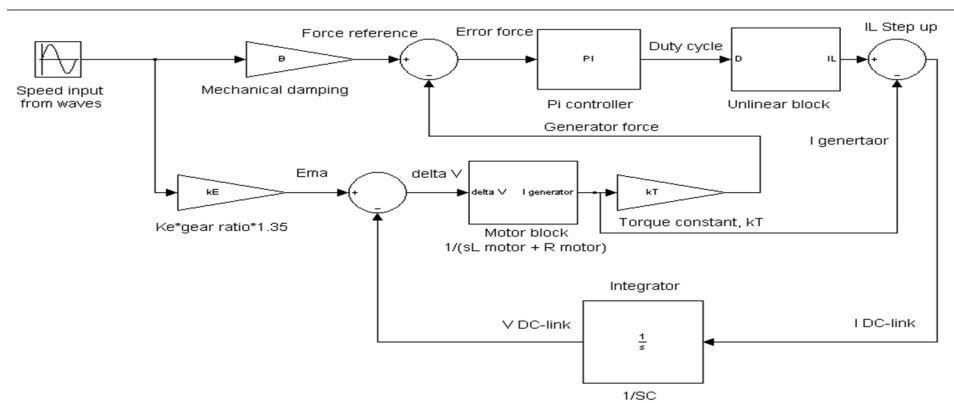 IL Step up
Force reference
Error force
Duty cycle
B
+
−
PI
D
IL
+
−
Speed input
from waves
Mechanical damping
Pi controller
Unlinear block
Generator force
I genertaor
Ema
delta V
kE
+
−
delta V
I generator
kT
Ke*gear ratio*1.35
Motor block
1/(sL motor + R motor)
Torque constant, kT
Integrator
V DC-link
1
s
I DC-link
1/SC